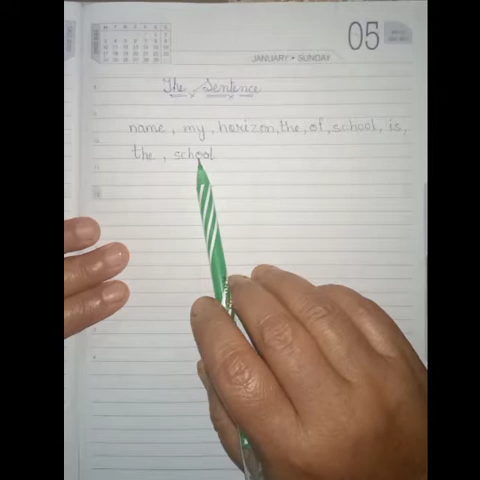 05
JANUARY • SUNDAY
The Sentence
name, my, horizon, the, of, school, is,
the, school